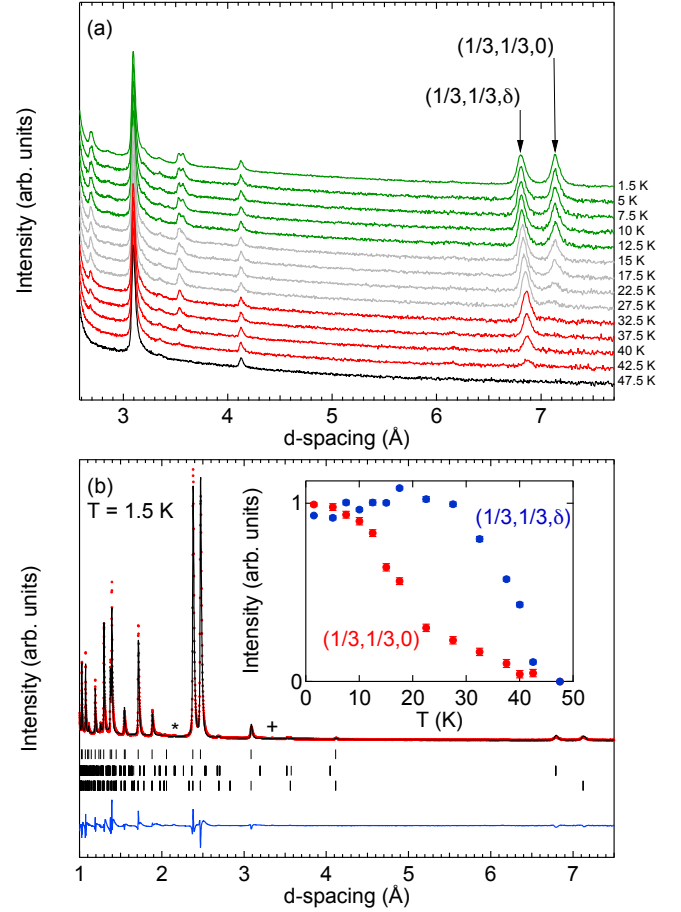 (a)
(1/3,1/3,0)
(1/3,1/3,δ)
Intensity (arb. units)
1.5 K
5 K
7.5 K
10 K
12.5 K
15 K
17.5 K
22.5 K
27.5 K
32.5 K
37.5 K
40 K
42.5 K
47.5 K
3 4 5 6 7
d-spacing (Å)
(b)
T = 1.5 K
Intensity (arb. units)
* +
1
0
Intensity (arb. units)
(1/3,1/3,δ)
(1/3,1/3,0)
0 10 20 30 40 50
T (K)
1 2 3 4 5 6 7
d-spacing (Å)